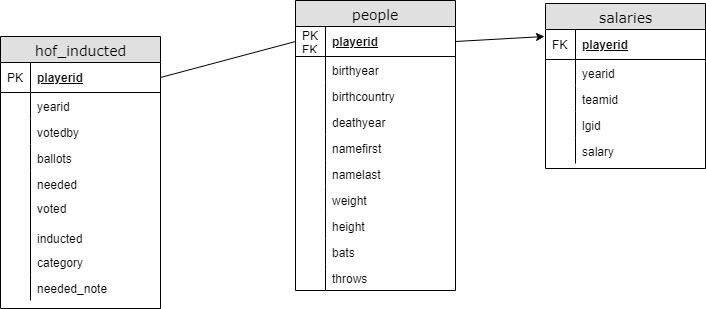 hof_inducted
PK playerid
yearid
votedby
ballots
needed
voted
inducted
category
needed_note
people
PK
FK
playerid
birthyear
birthcountry
deathyear
namefirst
namelast
weight
height
bats
throws
salaries
FK playerid
yearid
teamid
lgid
salary